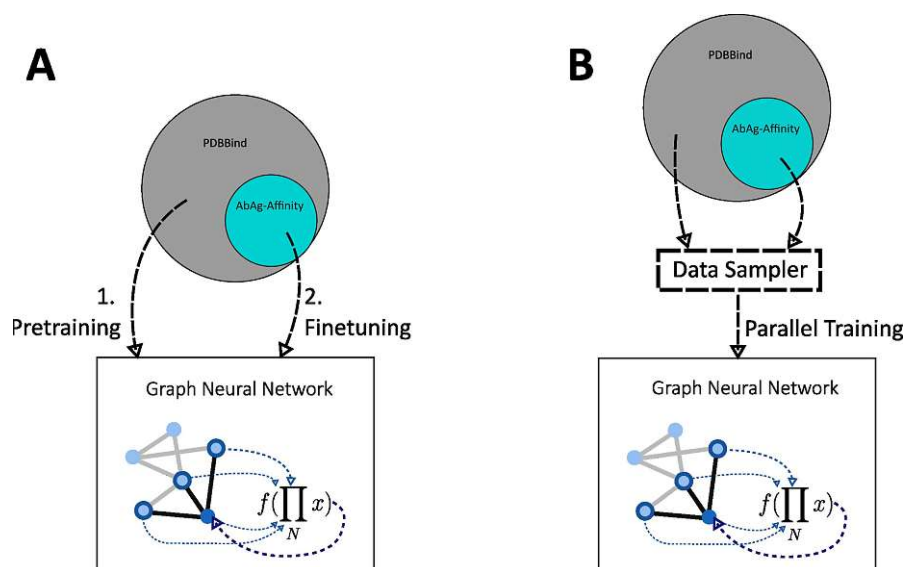 A
PDBBind
AbAg-Affinity
1.
Pretraining
2.
Finetuning
Graph Neural Network
f(∏ x)
N
B
PDBBind
AbAg-Affinity
Data Sampler
Parallel Training
Graph Neural Network
f(∏ x)
N